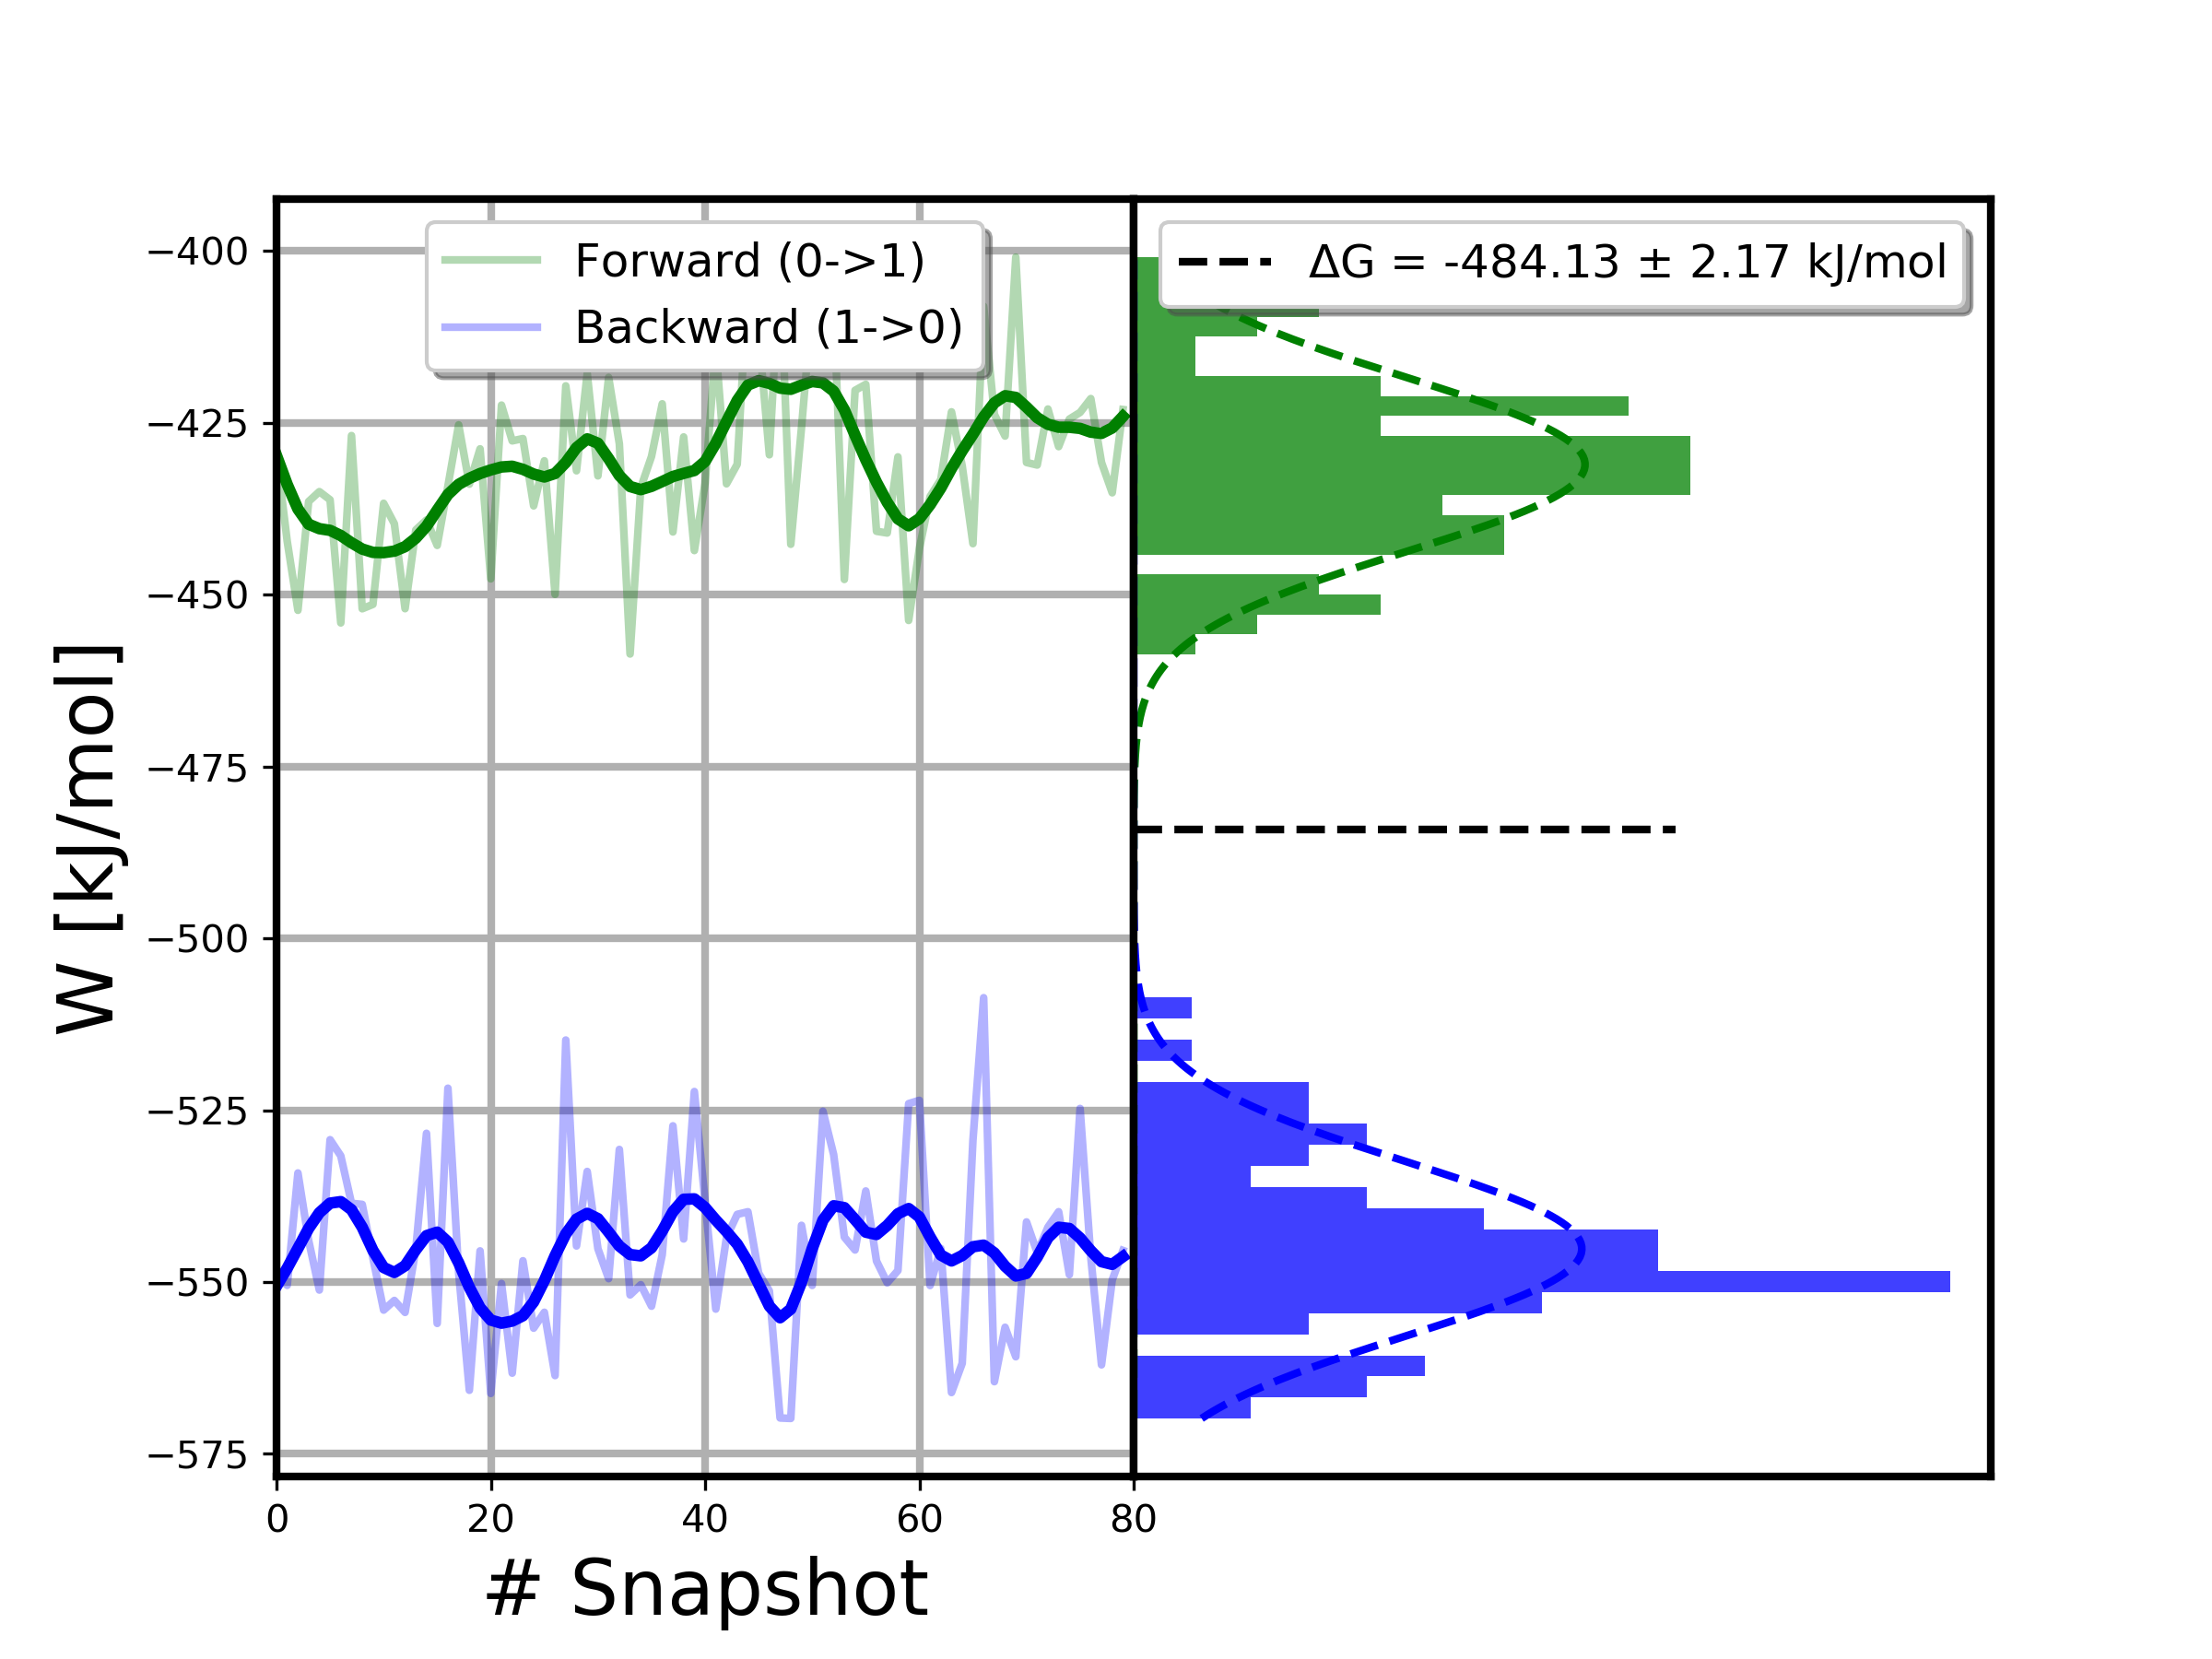 Forward (0->1)
Backward (1->0)
ΔG = -484.13 ± 2.17 kJ/mol
W [kJ/mol]
−400
−425
−450
−475
−500
−525
−550
−575
0 20 40 60 80
# Snapshot